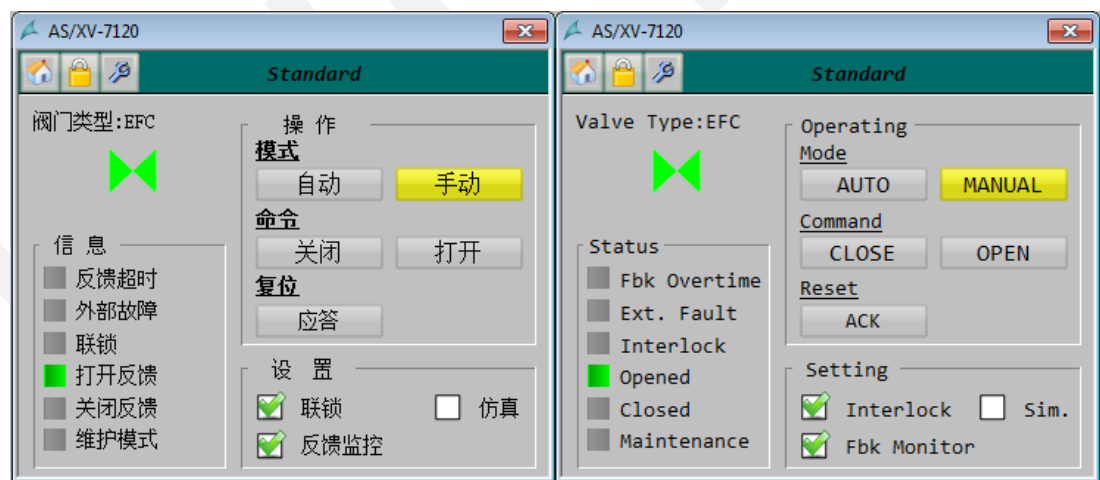 AS/XV-7120
Standard
阀门类型:EFC
操 作
模式
自动 手动
命令
关闭 打开
复位
应答
信 息
反馈超时
外部故障
联锁
打开反馈
关闭反馈
维护模式
设 置
联锁 仿真
反馈监控
AS/XV-7120
Standard
Valve Type:EFC
Operating
Mode
AUTO MANUAL
Command
CLOSE OPEN
Reset
ACK
Status
Fbk Overtime
Ext. Fault
Interlock
Opened
Closed
Maintenance
Setting
Interlock Sim.
Fbk Monitor